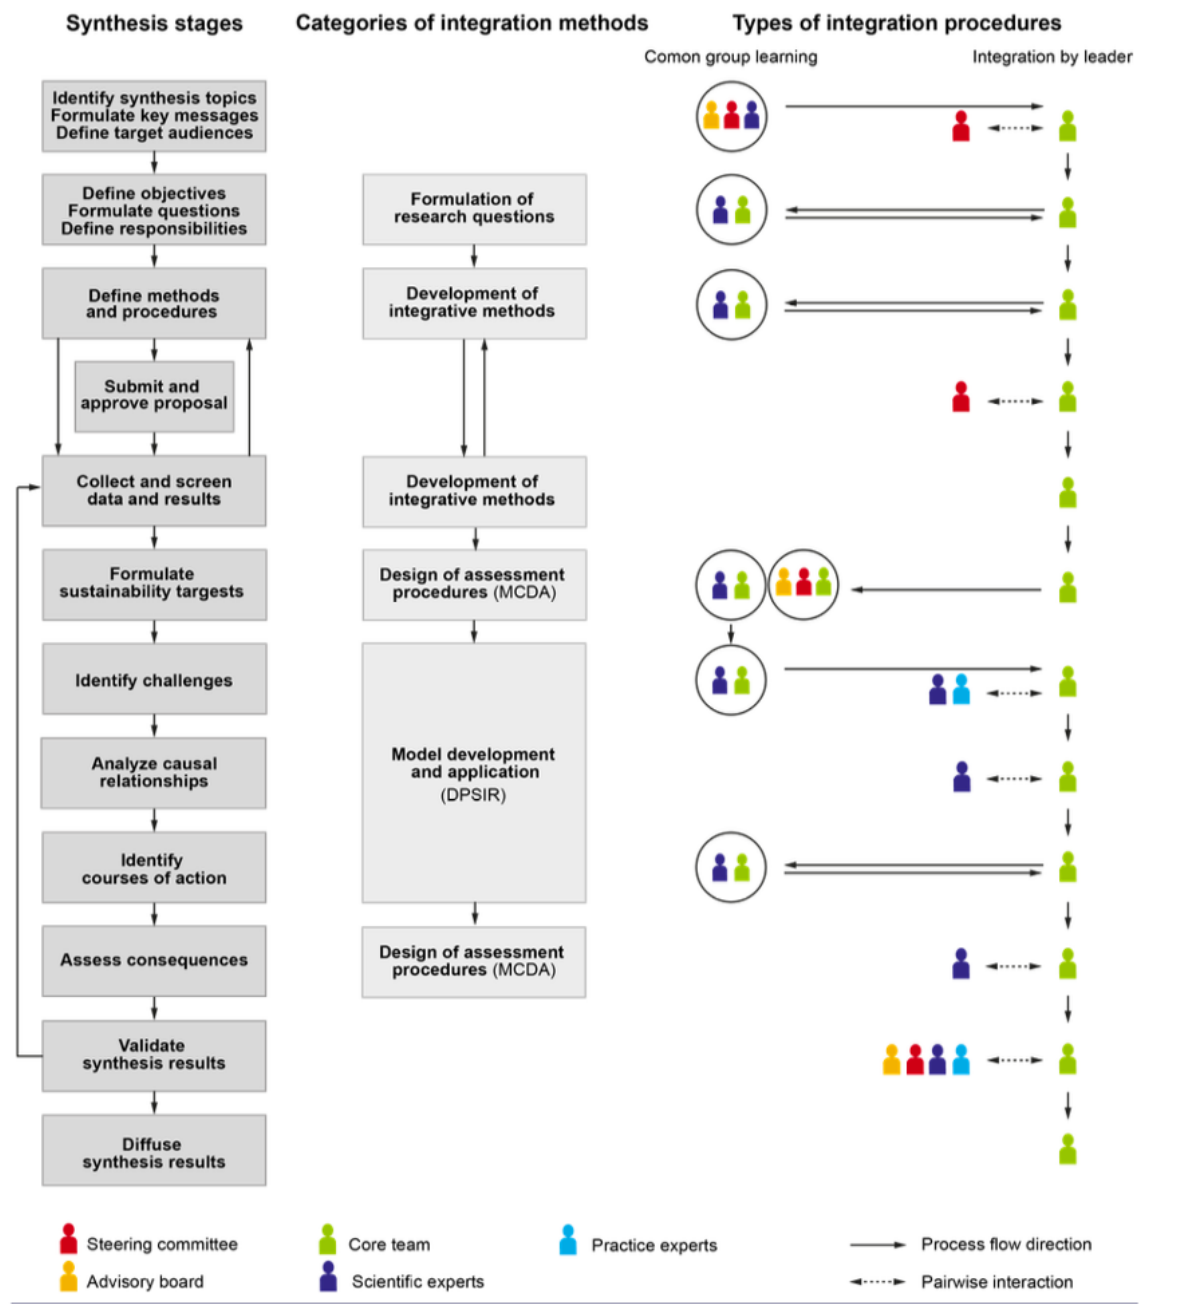 Synthesis stages
Categories of integration methods
Types of integration procedures
Comon group learning
Integration by leader
Identify synthesis topics
Formulate key messages
Define target audiences
Define objectives
Formulate questions
Define responsibilities
Formulation of
research questions
Define methods
and procedures
Development of
integrative methods
Submit and
approve proposal
Collect and screen
data and results
Development of
integrative methods
Formulate
sustainability targests
Design of assessment
procedures (MCDA)
Identify challenges
Analyze causal
relationships
Model development
and application
(DPSIR)
Identify
courses of action
Assess consequences
Design of assessment
procedures (MCDA)
Validate
synthesis results
Diffuse
synthesis results
Steering committee
Core team
Practice experts
Process flow direction
Advisory board
Scientific experts
Pairwise interaction